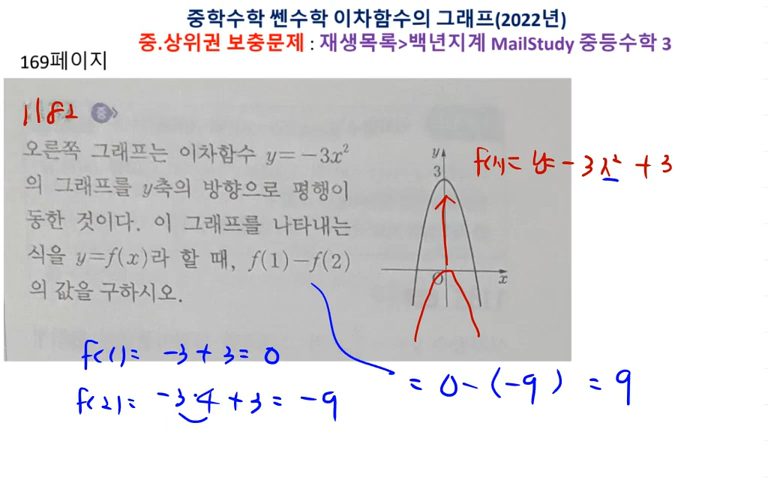 중학수학 쎈수학 이차함수의 그래프(2022년)
중.상위권 보충문제 : 재생목록>백년지계 MailStudy 중등수학 3
169페이지
1182 중
오른쪽 그래프는 이차함수 y=-3x²
의 그래프를 y축의 방향으로 평행이
동한 것이다. 이 그래프를 나타내는
식을 y=f(x)라 할 때, f(1)-f(2)
의 값을 구하시오.
y
3
O
x
f(x)= y= -3x² +3
f(1)= -3+3=0
f(2)= -3·4+3=-9
= 0-(-9) = 9